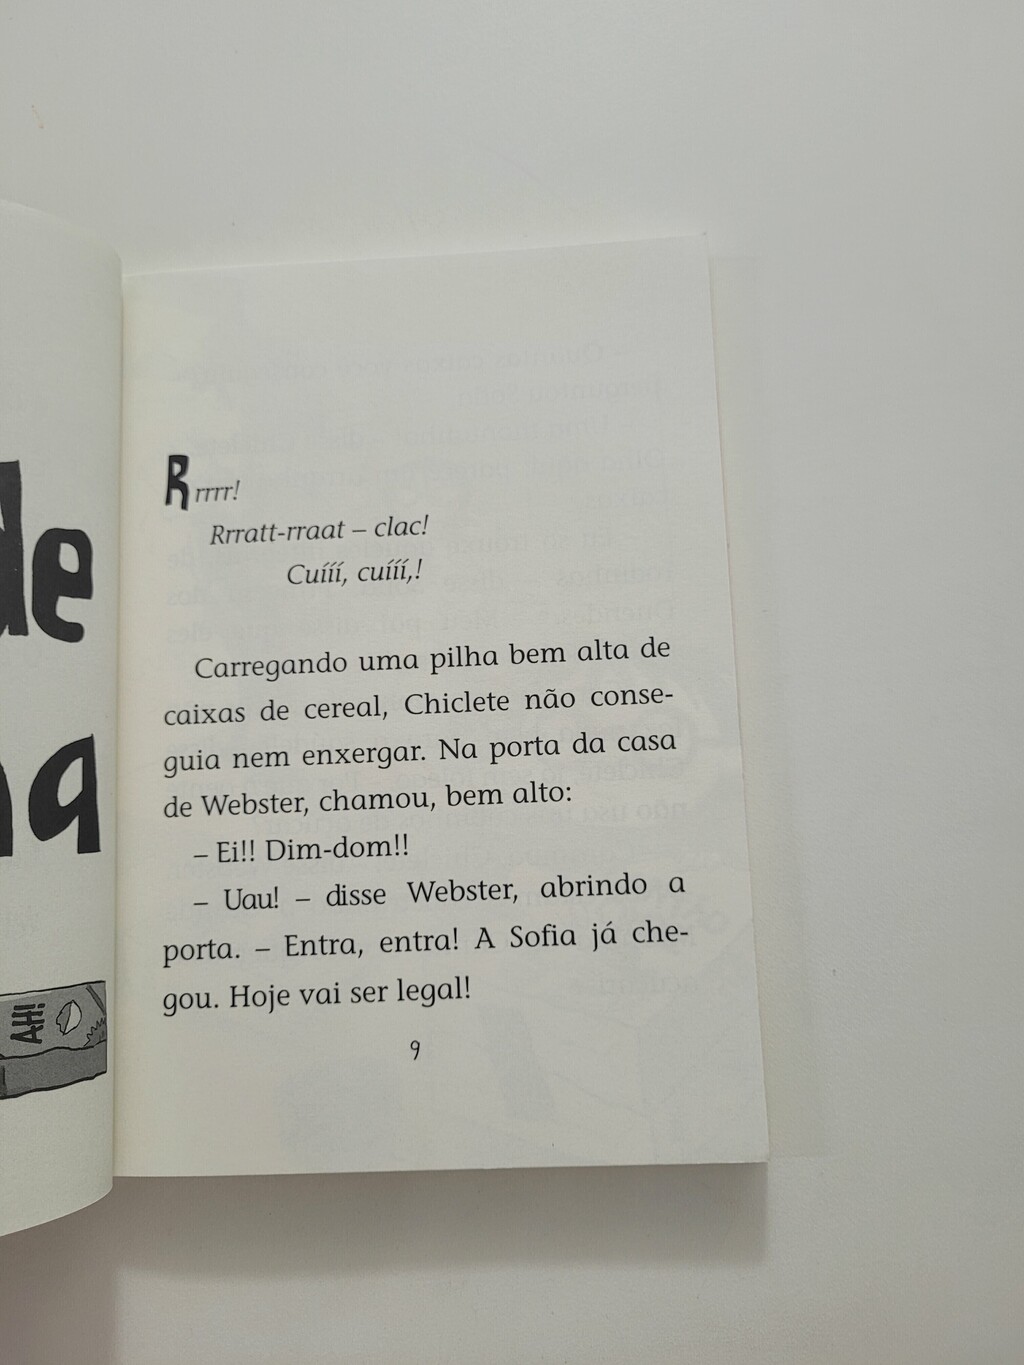 de
a
AH!
Rrrrr!
Rrratt-rraat – clac!
Cuííí, cuííí,!
Carregando uma pilha bem alta de
caixas de cereal, Chiclete não conse-
guia nem enxergar. Na porta da casa
de Webster, chamou, bem alto:
– Ei!! Dim-dom!!
– Uau! – disse Webster, abrindo a
porta. – Entra, entra! A Sofia já che-
gou. Hoje vai ser legal!
9